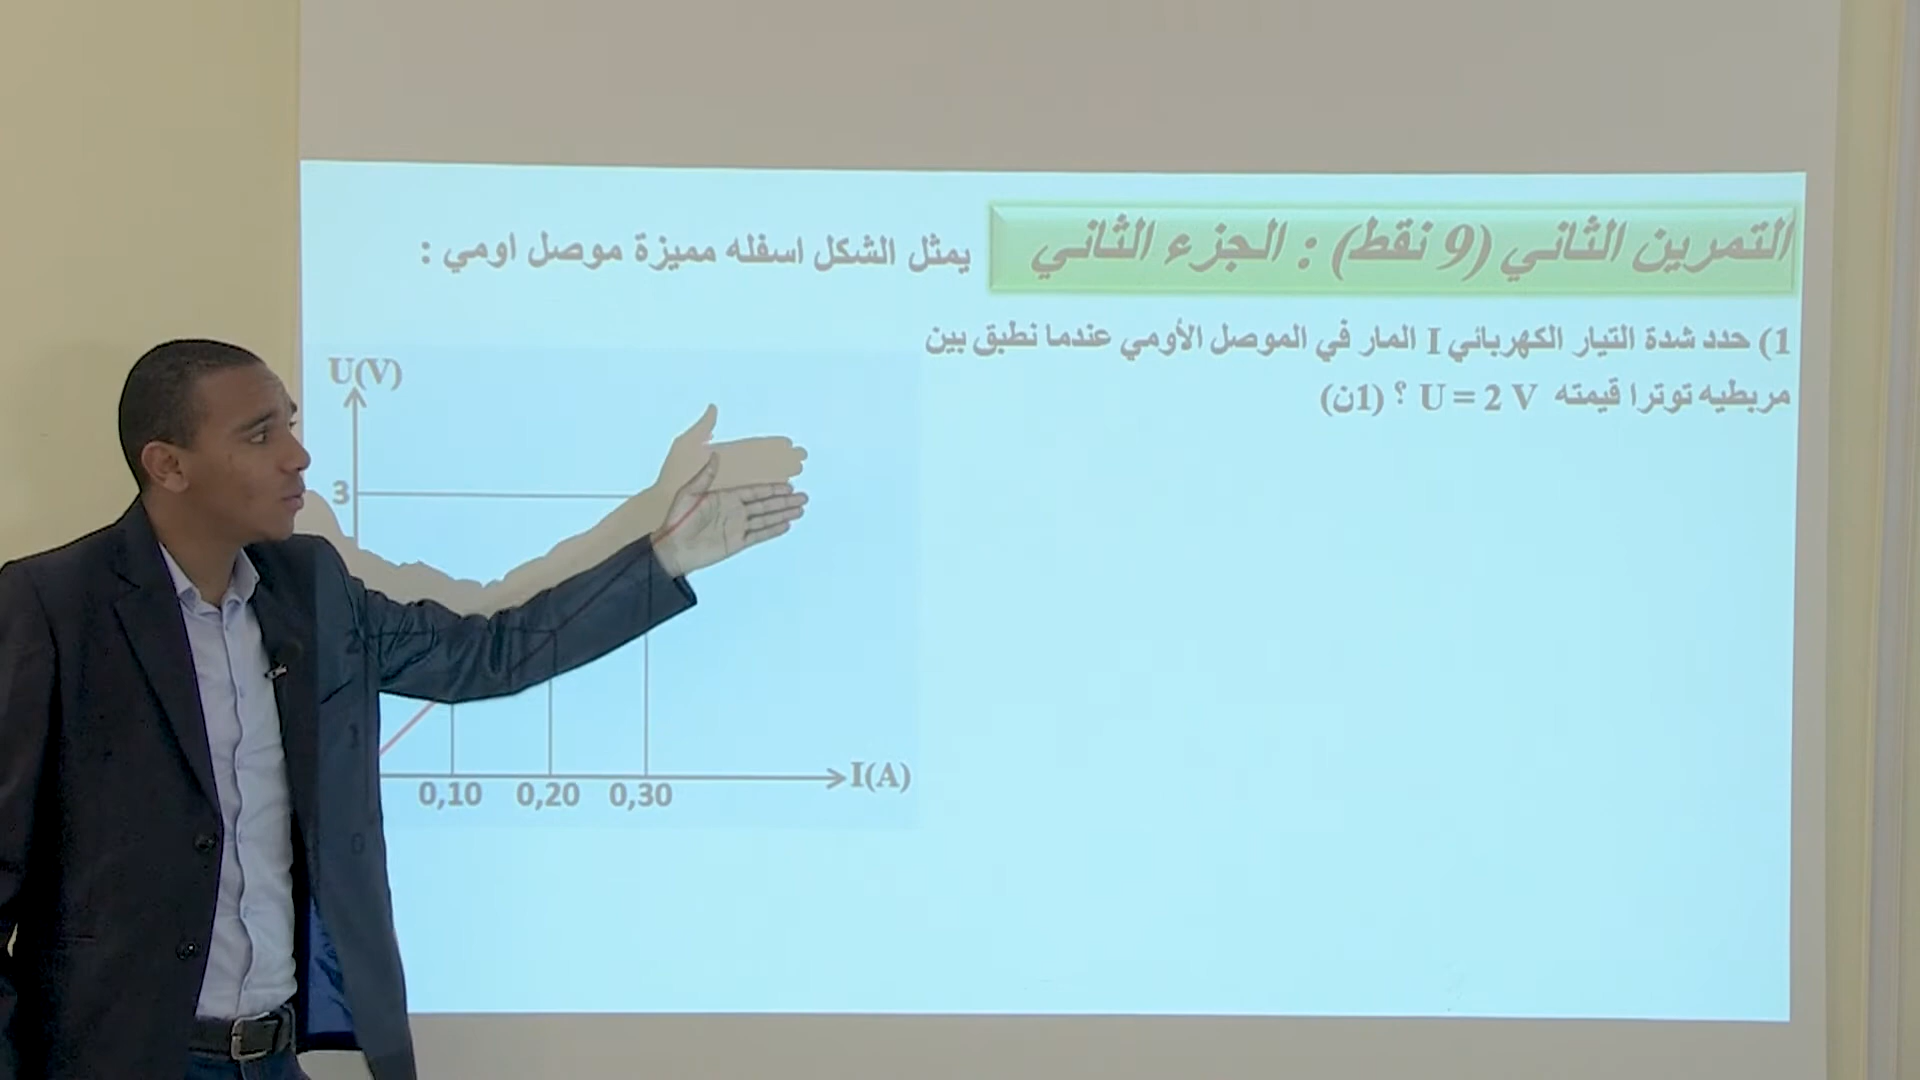 التمرين الثاني (9 نقط) : الجزء الثاني
يمثل الشكل اسفله مميزة موصل اومي :
1) حدد شدة التيار الكهربائي I المار في الموصل الأومي عندما نطبق بين
مربطيه توترا قيمته U = 2 V ؟ (1ن)
U(V)
3
2
1
0
0,10 0,20 0,30
I(A)